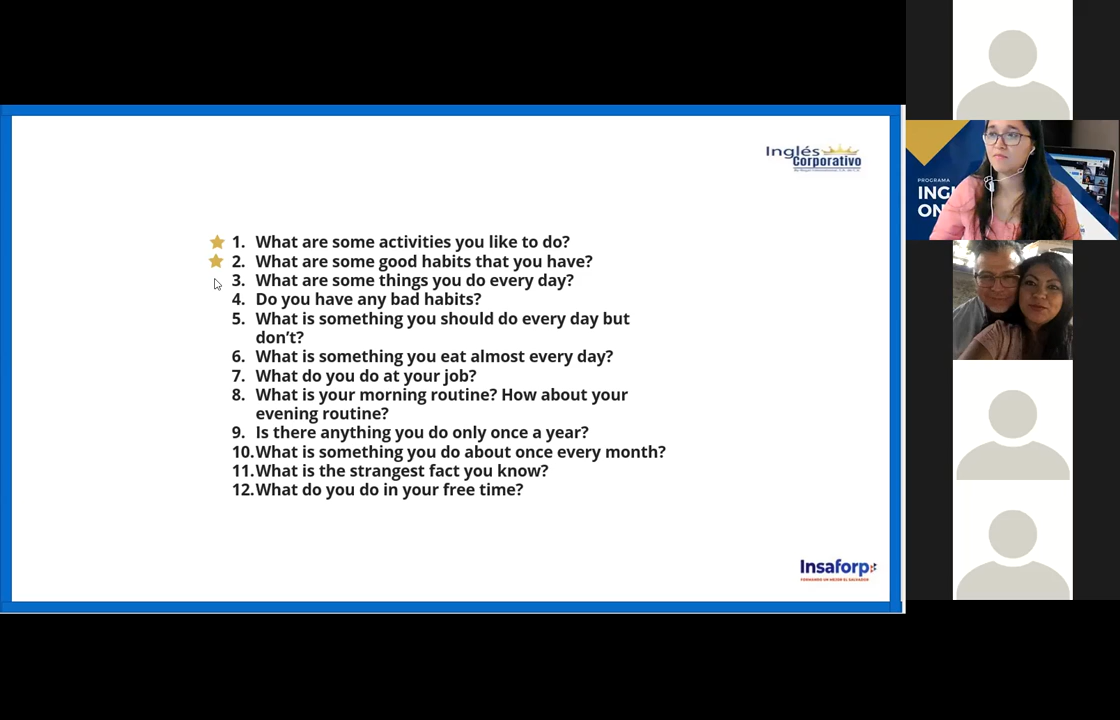 Inglés
Corporativo
1. What are some activities you like to do?
2. What are some good habits that you have?
3. What are some things you do every day?
4. Do you have any bad habits?
5. What is something you should do every day but
don’t?
6. What is something you eat almost every day?
7. What do you do at your job?
8. What is your morning routine? How about your
evening routine?
9. Is there anything you do only once a year?
10. What is something you do about once every month?
11. What is the strangest fact you know?
12. What do you do in your free time?
Insaforp
FORMANDO UN MEJOR EL SALVADOR
PROGRAMA
ING
ON